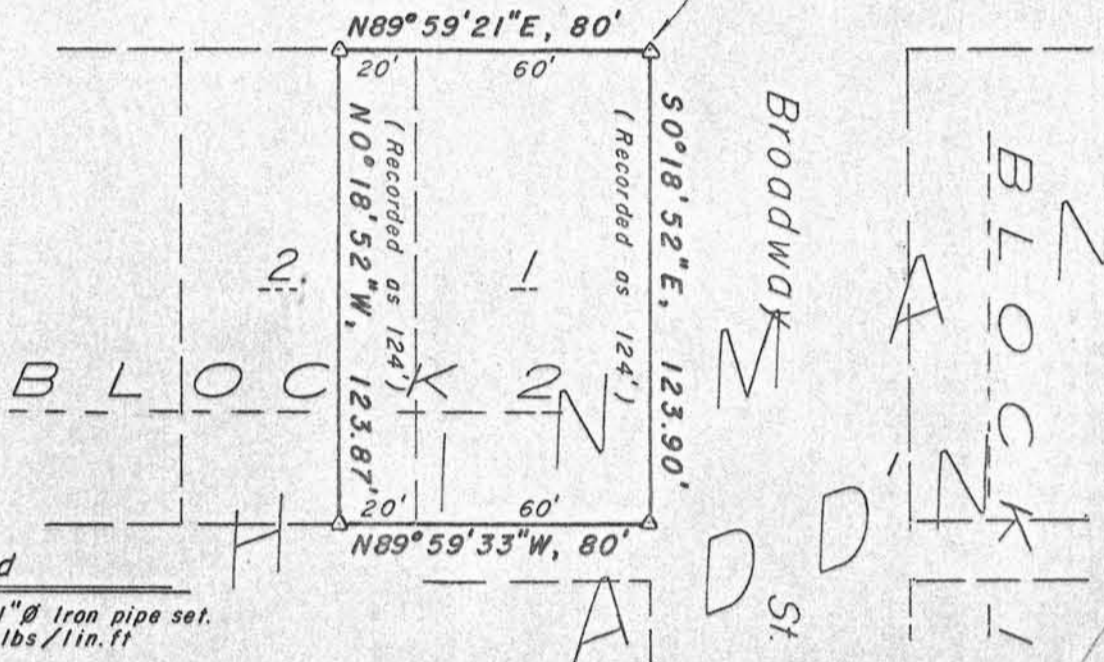 N89°59'21"E, 80'
20' 60'
N0°18'52"W, 123.87'
(Recorded as 124')
(Recorded as 124')
S0°18'52"E, 123.90'
Broadway St.
2
1
BLOCK 2
BLOCK 1
20' 60'
N89°59'33"W, 80'
1"Ø Iron pipe set.
lbs/lin.ft
H I N M A N
A D D ' N